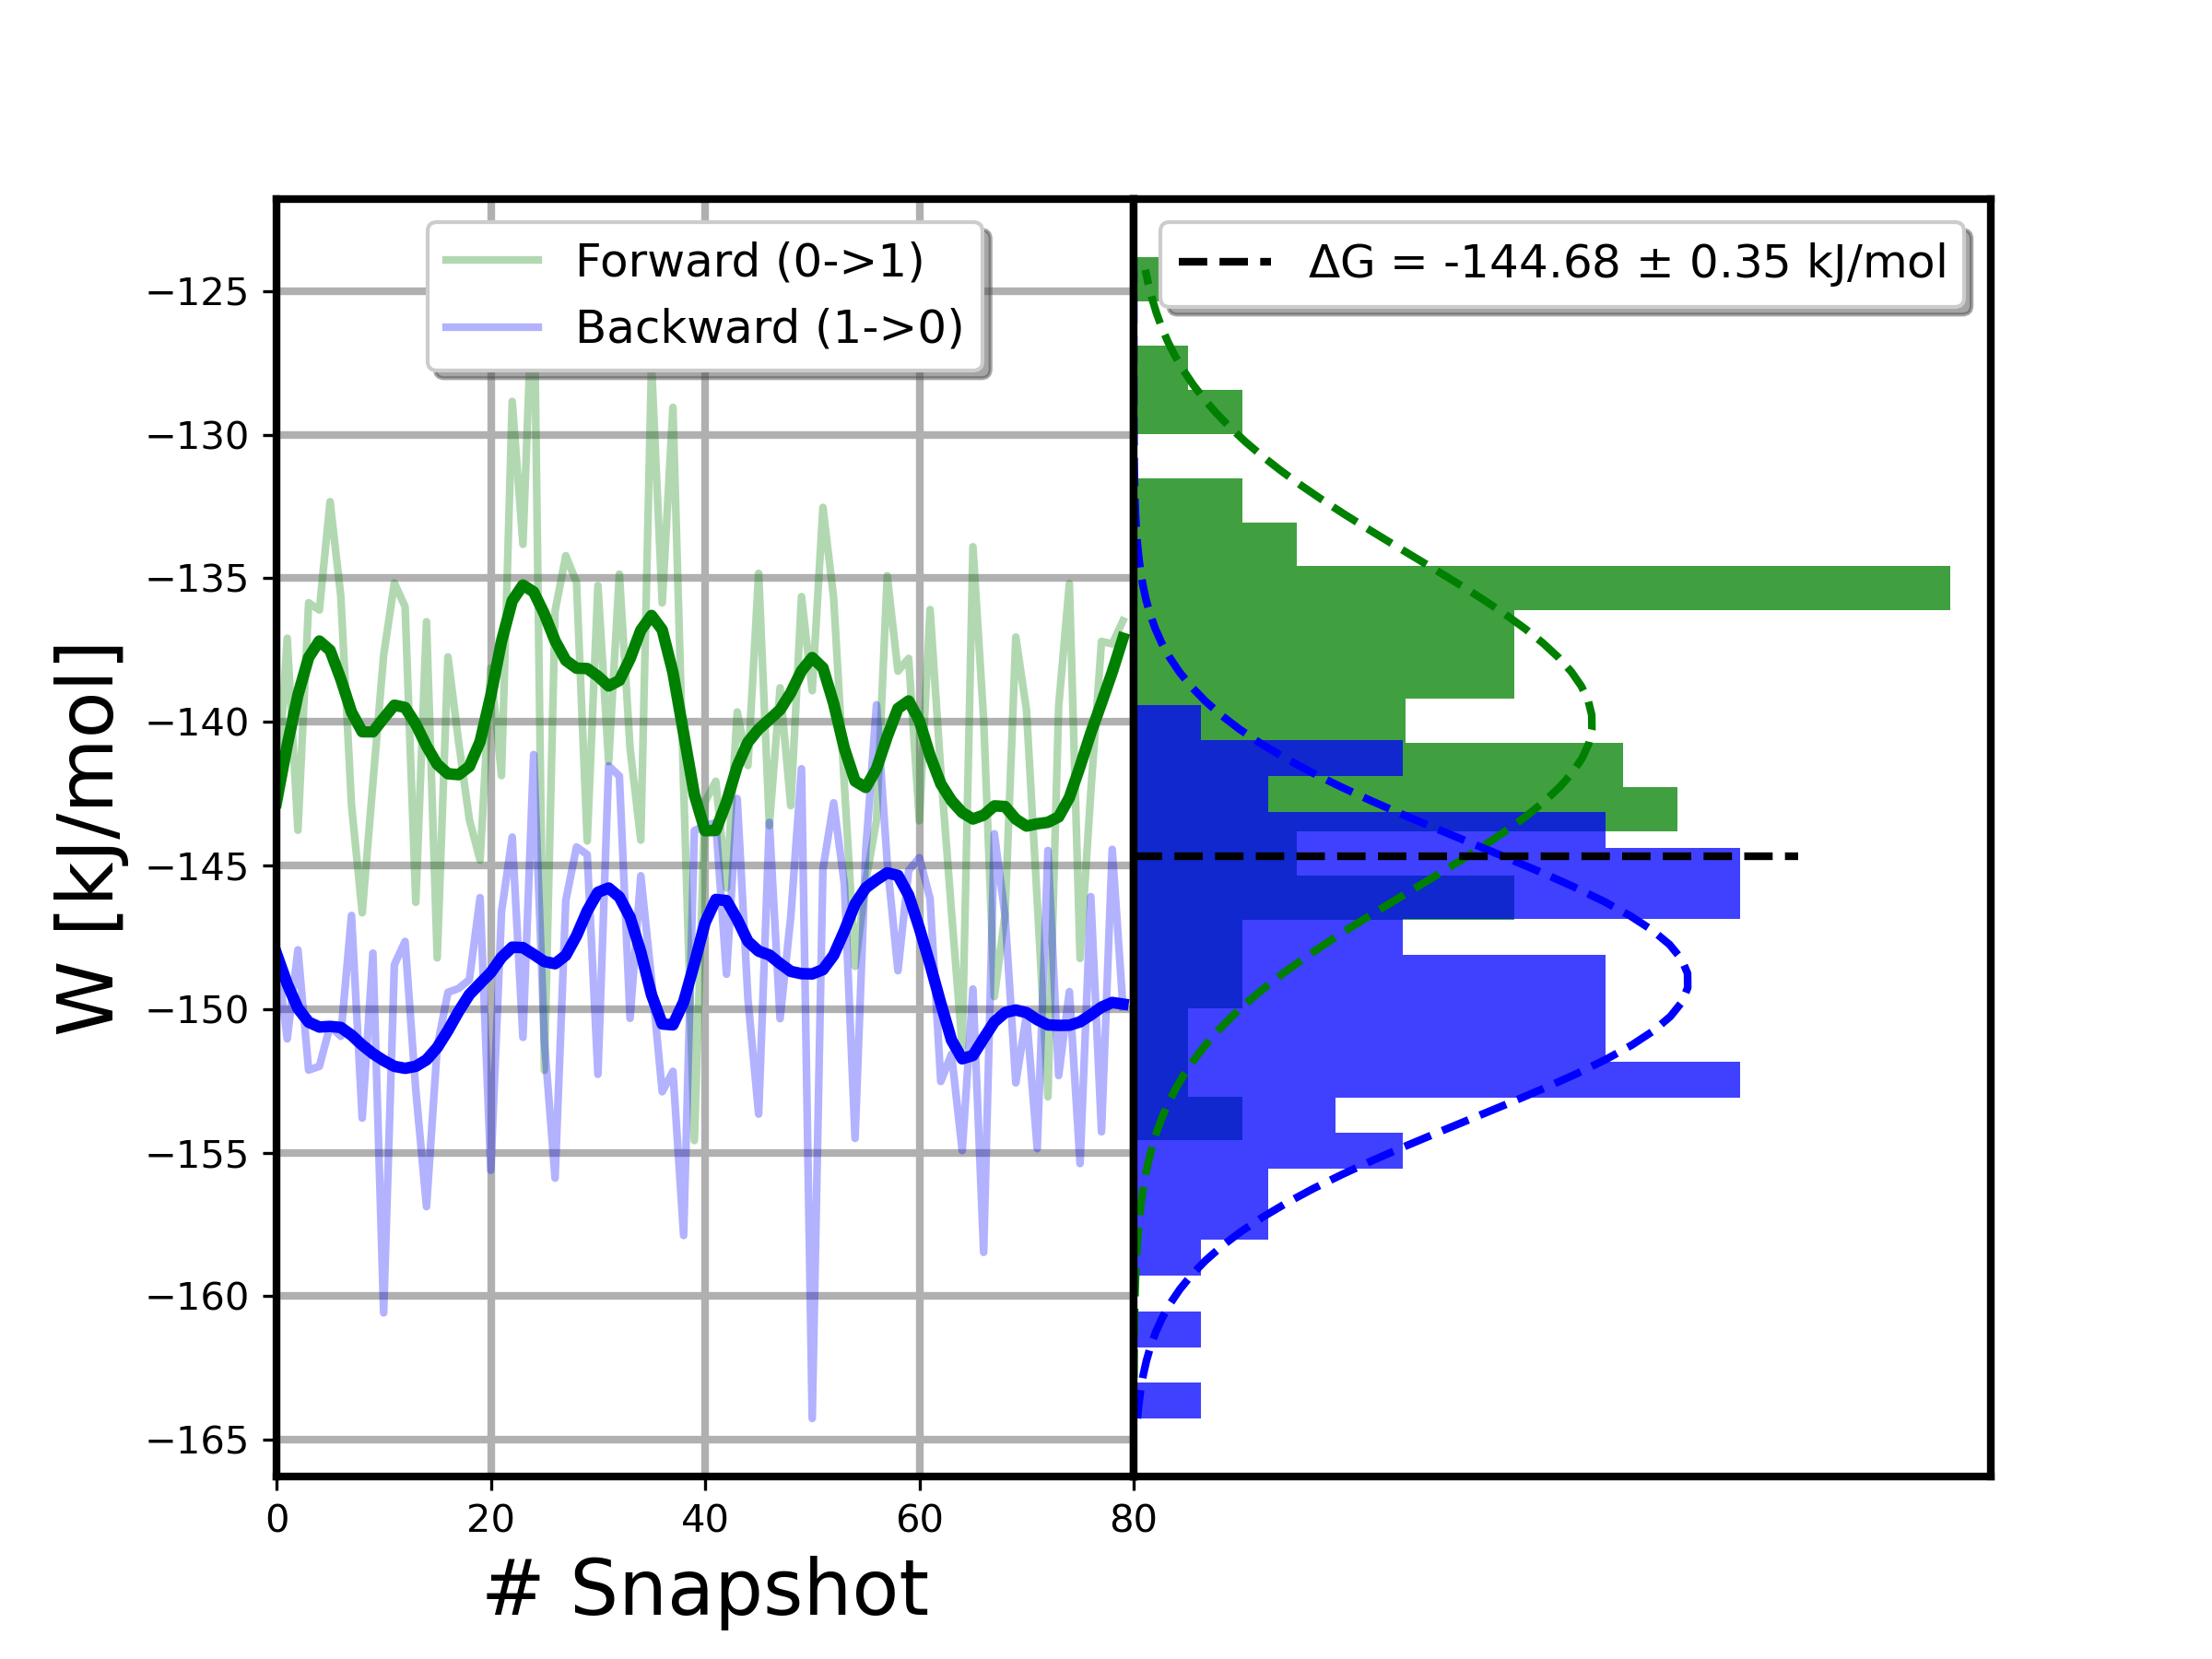 Forward (0->1)
Backward (1->0)
ΔG = -144.68 ± 0.35 kJ/mol
−125
−130
−135
−140
−145
−150
−155
−160
−165
W [kJ/mol]
0 20 40 60 80
# Snapshot